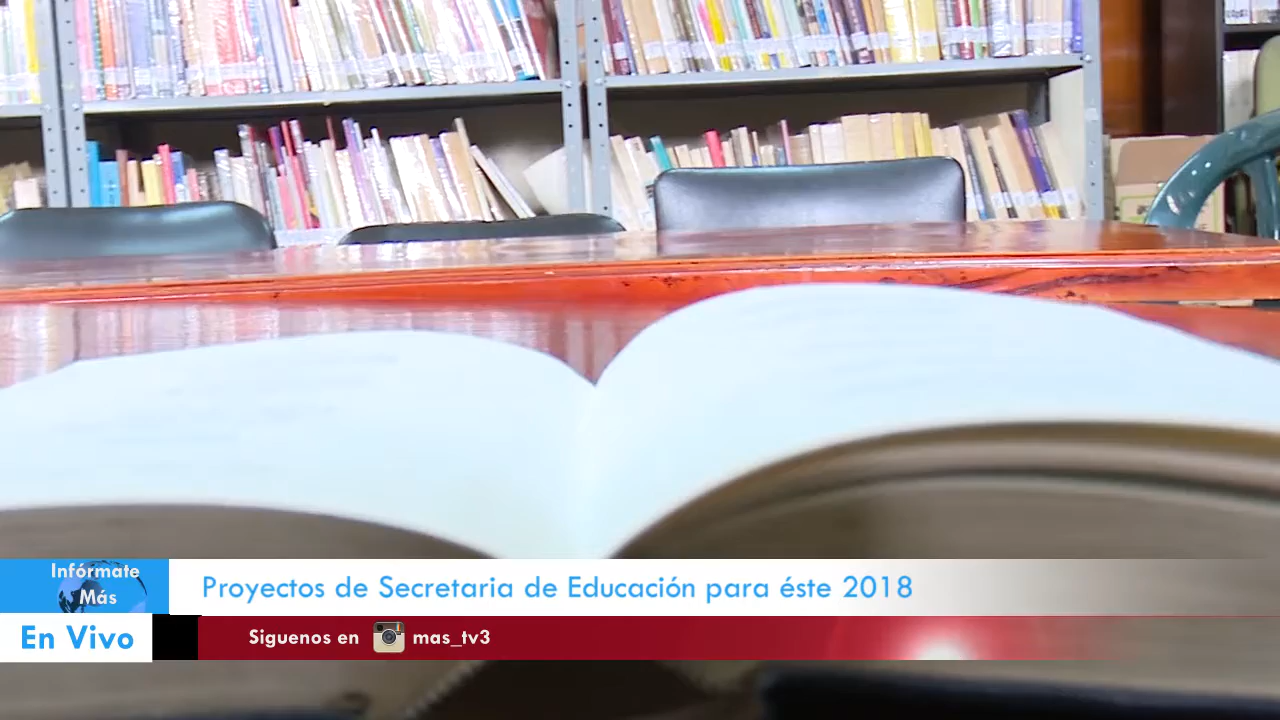 Infórmate
Más
Proyectos de Secretaria de Educación para éste 2018
En Vivo
Siguenos en mas_tv3